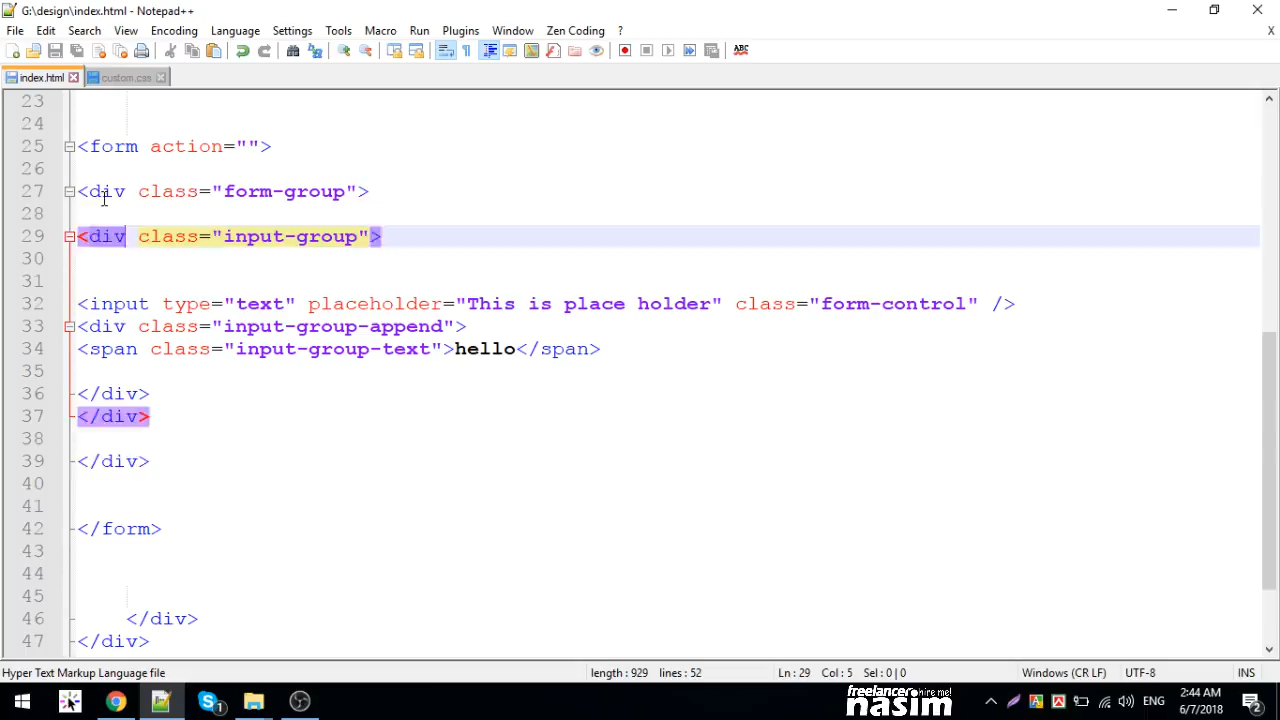 G:\design\index.html - Notepad++
File Edit Search View Encoding Language Settings Tools Macro Run Plugins Window Zen Coding ? X
ABC
index.html custom.css
23
24
25 <form action="">
26
27 <div class="form-group">
28
29 <div class="input-group">
30
31
32 <input type="text" placeholder="This is place holder" class="form-control" />
33 <div class="input-group-append">
34 <span class="input-group-text">hello</span>
35
36 </div>
37 </div>
38
39 </div>
40
41
42 </form>
43
44
45
46 </div>
47 </div>
Hyper Text Markup Language file length : 929 lines : 52 Ln : 29 Col : 5 Sel : 0 | 0 Windows (CR LF) UTF-8 INS
freelancer hire me!
nasim
ENG
2:44 AM
6/7/2018
2
1